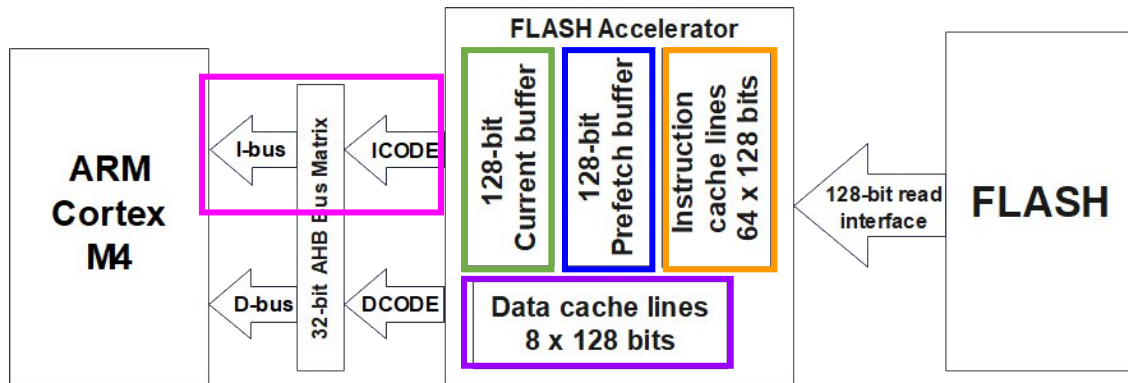 ARM
Cortex
M4
I-bus
D-bus
32-bit AHB Bus Matrix
ICODE
DCODE
FLASH Accelerator
128-bit
Current buffer
128-bit
Prefetch buffer
Instruction
cache lines
64 x 128 bits
Data cache lines
8 x 128 bits
128-bit read
interface
FLASH